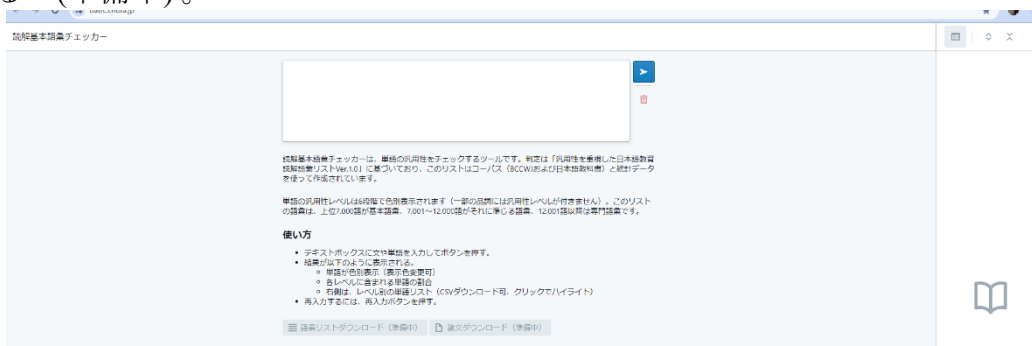 (準備中)。
読解基本語彙チェッカー
読解基本語彙チェッカーは、単語の汎用性をチェックするツールです。判定は「汎用性を重視した日本語教育
読解語彙リストVer.1.0」に基づいており、このリストはコーパス（BCCWJおよび日本語教科書）と統計データ
を使って作成されています。
単語の汎用性レベルは6段階で色別表示されます（一部の品詞には汎用性レベルが付きません）。このリスト
の語彙は、上位7,000語が基本語彙、7,001～12,000語がそれに準じる語彙、12,001語以降は専門語彙です。
使い方
• テキストボックスに文や単語を入力してボタンを押す。
• 結果が以下のように表示される。
○ 単語が色別表示（表示色変更可）
○ 各レベルに含まれる単語の割合
○ 右側は、レベル別の単語リスト（CSVダウンロード可、クリックでハイライト）
• 再入力するには、再入力ボタンを押す。
語彙リストダウンロード（準備中） 論文ダウンロード（準備中）